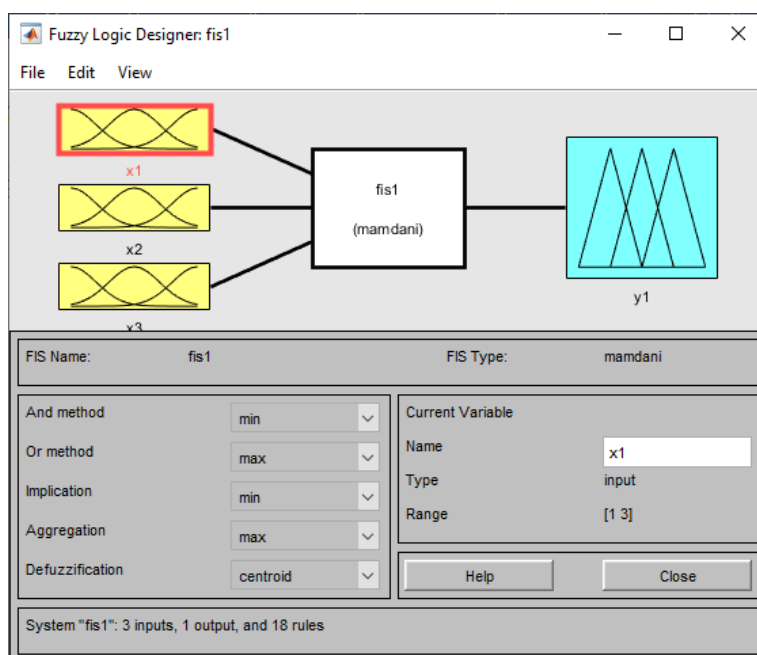 Fuzzy Logic Designer: fis1
File Edit View
x1
x2
x3
fis1
(mamdani)
y1
FIS Name: fis1 FIS Type: mamdani
And method min
Or method max
Implication min
Aggregation max
Defuzzification centroid
Current Variable
Name x1
Type input
Range [1 3]
Help Close
System "fis1": 3 inputs, 1 output, and 18 rules